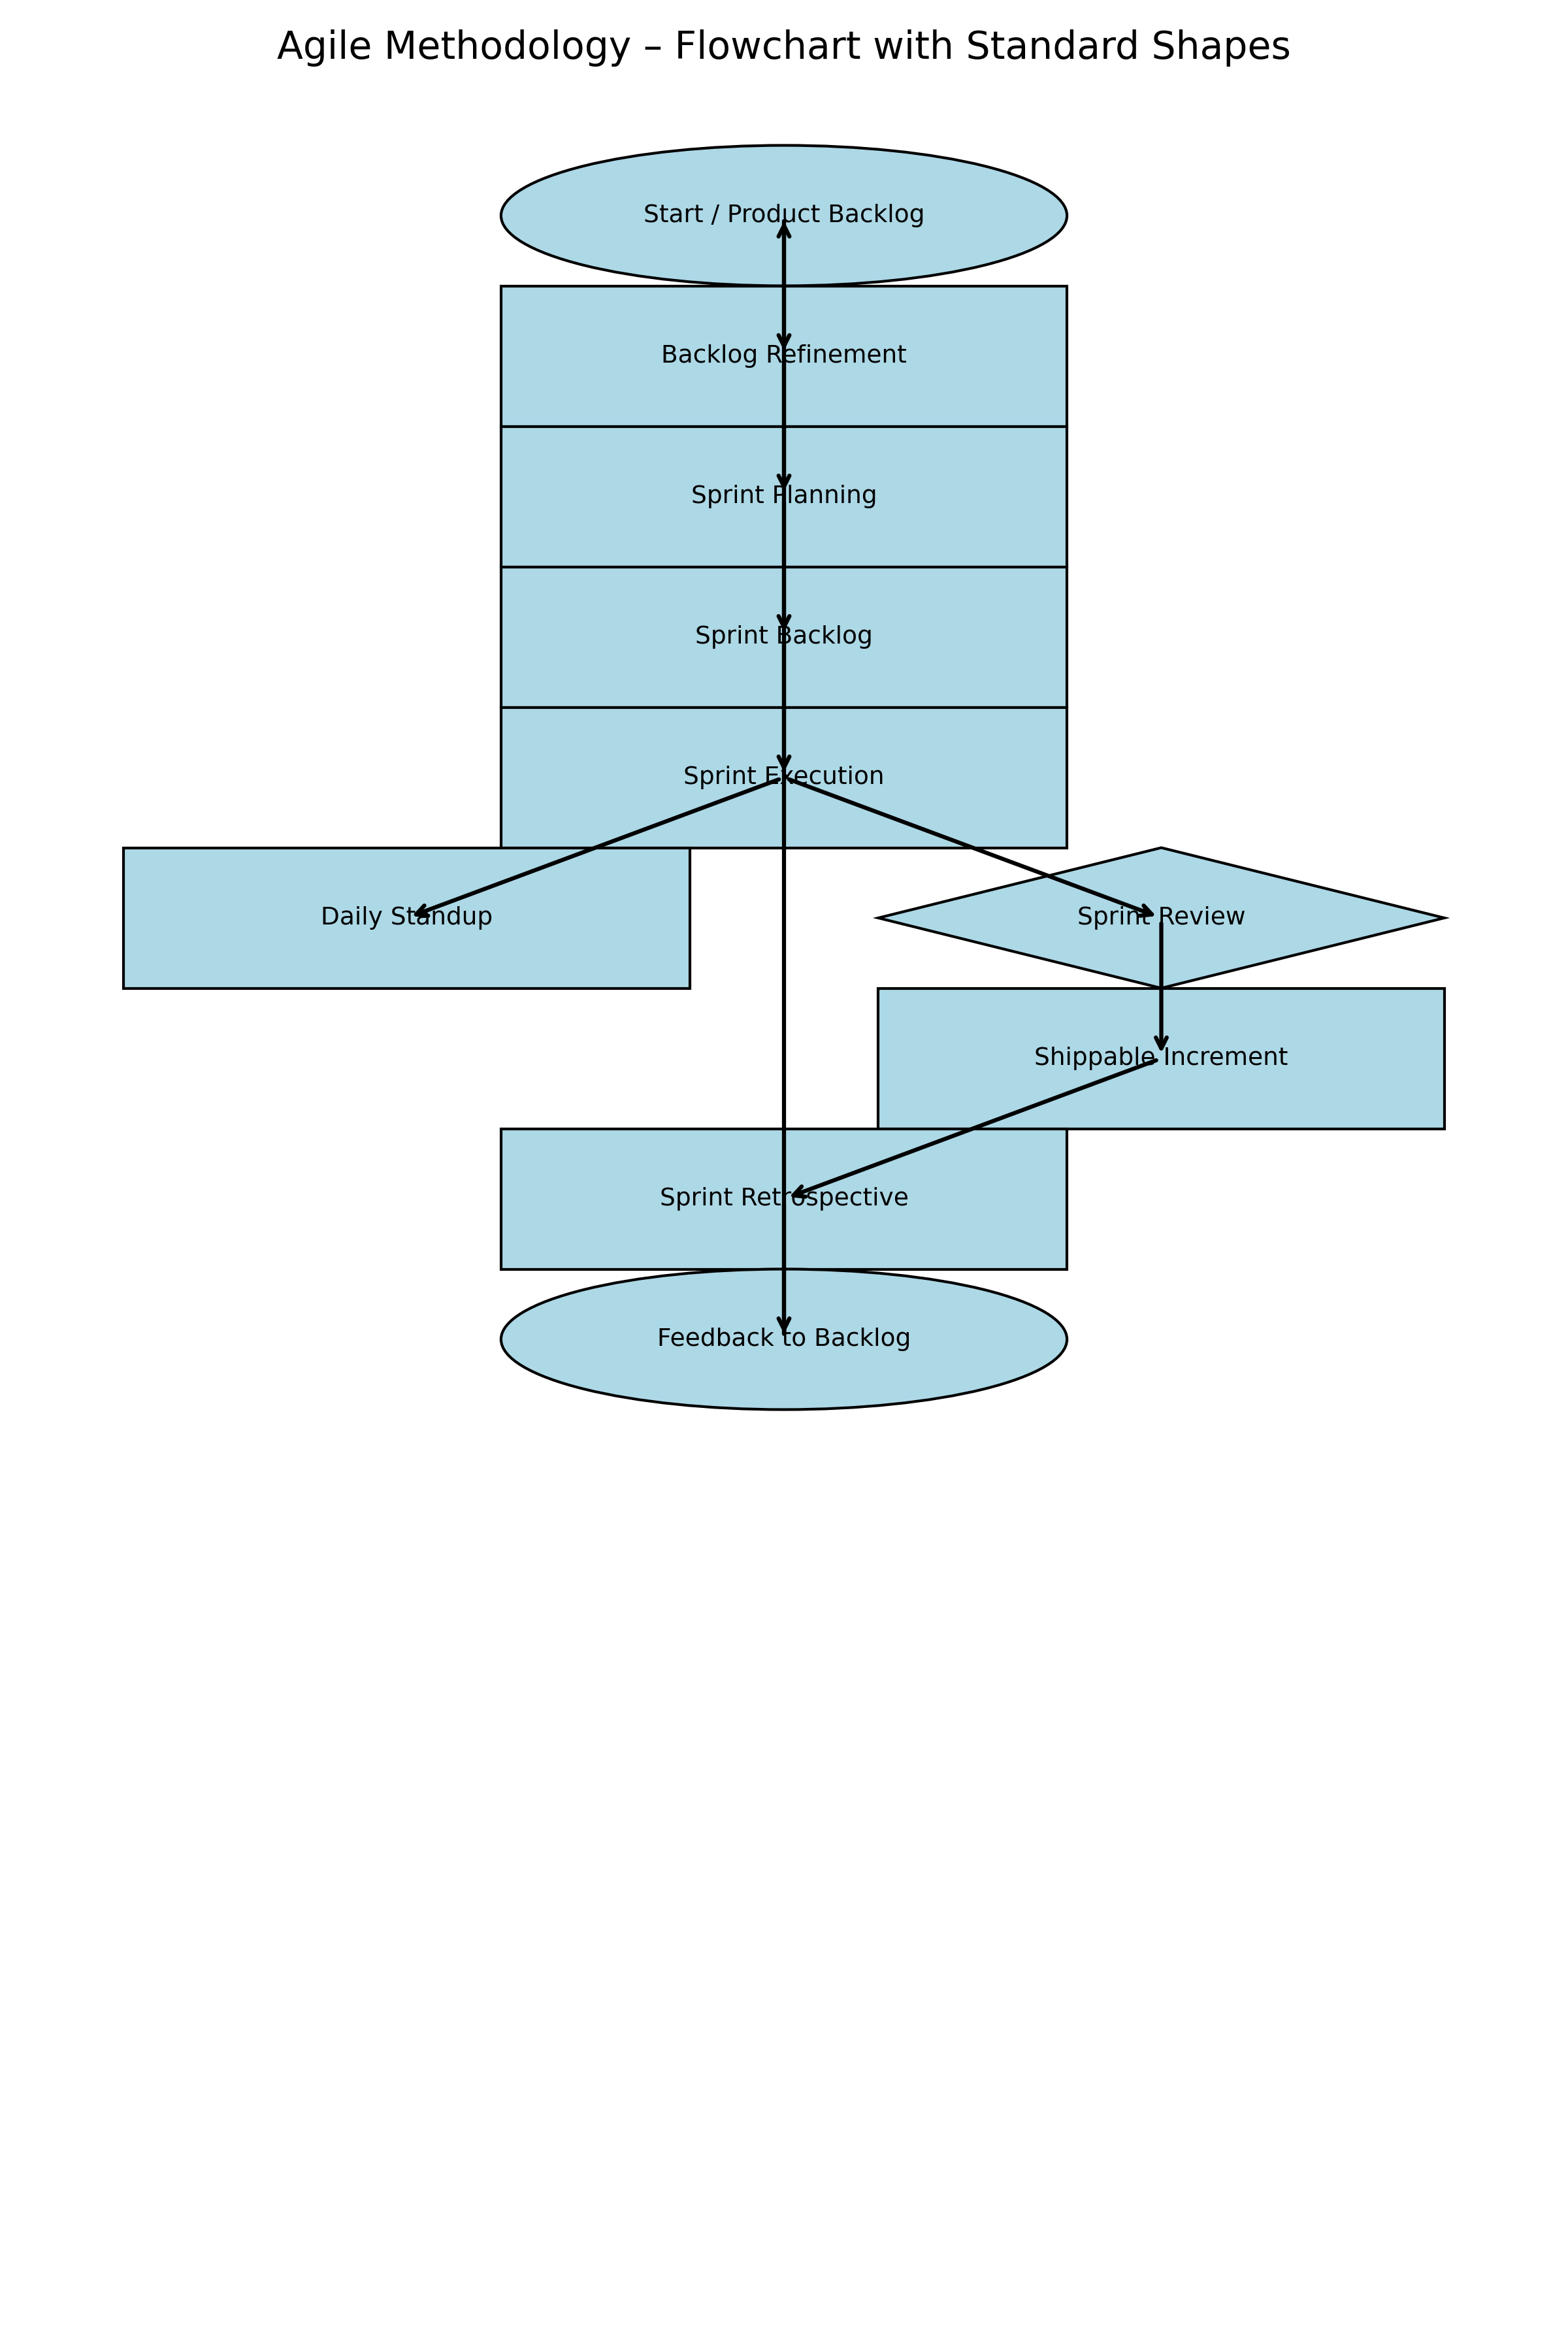 Agile Methodology – Flowchart with Standard Shapes
Start / Product Backlog
Backlog Refinement
Sprint Planning
Sprint Backlog
Sprint Execution
Daily Standup
Sprint Review
Shippable Increment
Sprint Retrospective
Feedback to Backlog